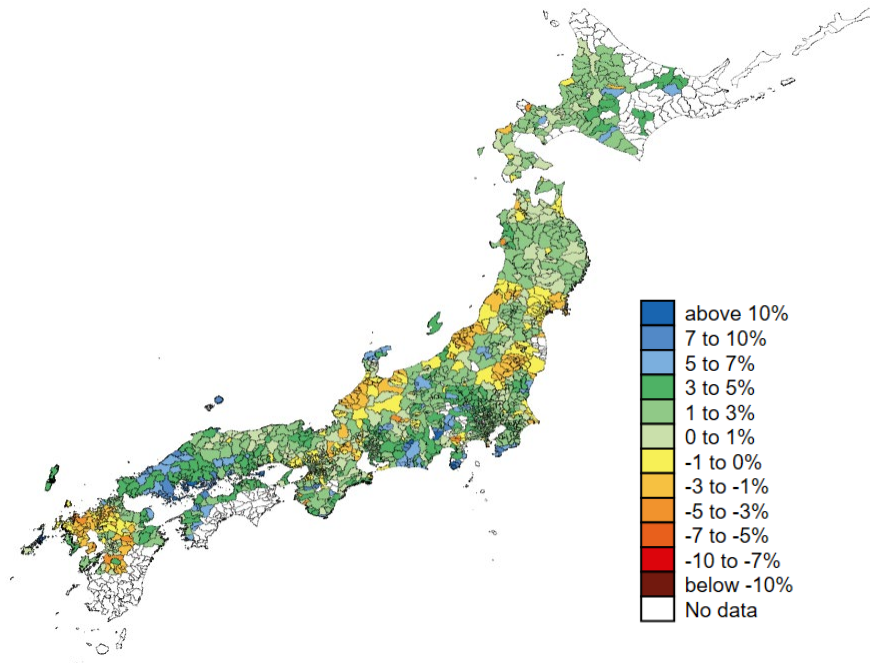 above 10%
7 to 10%
5 to 7%
3 to 5%
1 to 3%
0 to 1%
-1 to 0%
-3 to -1%
-5 to -3%
-7 to -5%
-10 to -7%
below -10%
No data